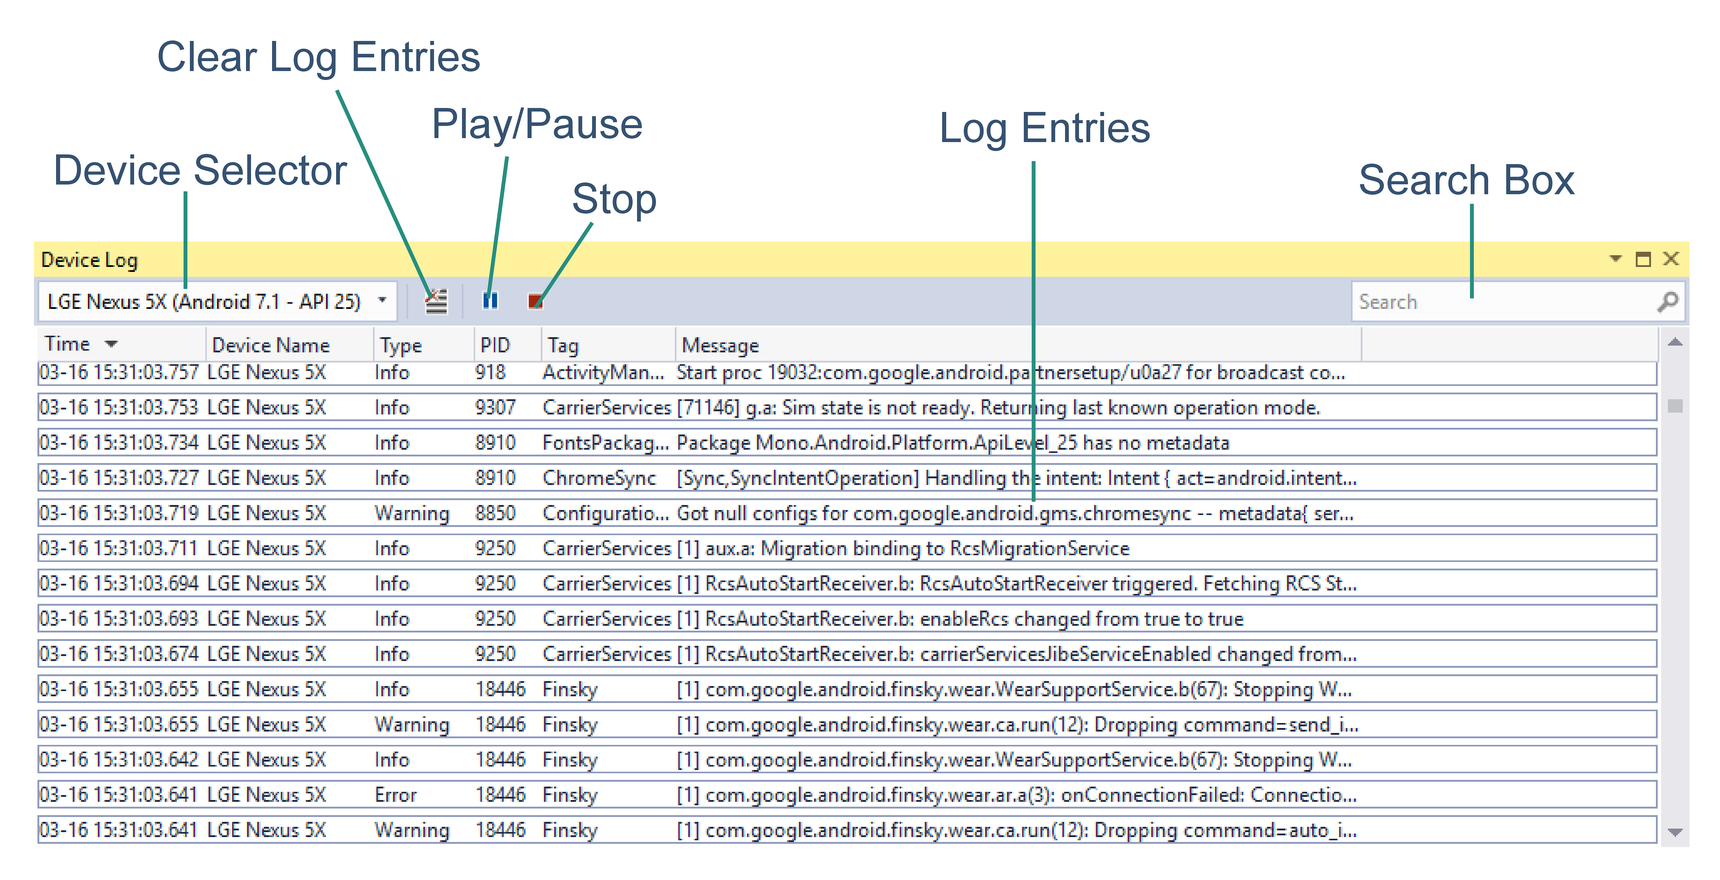 Clear Log Entries
Play/Pause
Log Entries
Device Selector
Stop
Search Box
Device Log
LGE Nexus 5X (Android 7.1 - API 25)
Search
Time Device Name Type PID Tag Message
03-16 15:31:03.757 LGE Nexus 5X Info 918 ActivityMan... Start proc 19032:com.google.android.partnersetup/u0a27 for broadcast co...
03-16 15:31:03.753 LGE Nexus 5X Info 9307 CarrierServices [71146] g.a: Sim state is not ready. Returning last known operation mode.
03-16 15:31:03.734 LGE Nexus 5X Info 8910 FontsPackag... Package Mono.Android.Platform.ApiLevel_25 has no metadata
03-16 15:31:03.727 LGE Nexus 5X Info 8910 ChromeSync [Sync,SyncIntentOperation] Handling the intent: Intent { act=android.intent...
03-16 15:31:03.719 LGE Nexus 5X Warning 8850 Configuratio... Got null configs for com.google.android.gms.chromesync -- metadata{ ser...
03-16 15:31:03.711 LGE Nexus 5X Info 9250 CarrierServices [1] aux.a: Migration binding to RcsMigrationService
03-16 15:31:03.694 LGE Nexus 5X Info 9250 CarrierServices [1] RcsAutoStartReceiver.b: RcsAutoStartReceiver triggered. Fetching RCS St...
03-16 15:31:03.693 LGE Nexus 5X Info 9250 CarrierServices [1] RcsAutoStartReceiver.b: enableRcs changed from true to true
03-16 15:31:03.674 LGE Nexus 5X Info 9250 CarrierServices [1] RcsAutoStartReceiver.b: carrierServicesJibeServiceEnabled changed from...
03-16 15:31:03.655 LGE Nexus 5X Info 18446 Finsky [1] com.google.android.finsky.wear.WearSupportService.b(67): Stopping W...
03-16 15:31:03.655 LGE Nexus 5X Warning 18446 Finsky [1] com.google.android.finsky.wear.ca.run(12): Dropping command=send_i...
03-16 15:31:03.642 LGE Nexus 5X Info 18446 Finsky [1] com.google.android.finsky.wear.WearSupportService.b(67): Stopping W...
03-16 15:31:03.641 LGE Nexus 5X Error 18446 Finsky [1] com.google.android.finsky.wear.ar.a(3): onConnectionFailed: Connectio...
03-16 15:31:03.641 LGE Nexus 5X Warning 18446 Finsky [1] com.google.android.finsky.wear.ca.run(12): Dropping command=auto_i...